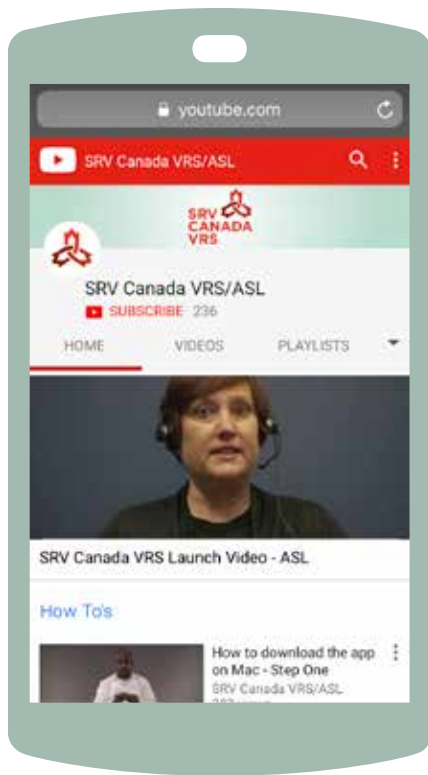 youtube.com
SRV Canada VRS/ASL
SRV
CANADA
VRS
SRV Canada VRS/ASL
SUBSCRIBE 236
HOME VIDEOS PLAYLISTS
SRV Canada VRS Launch Video - ASL
How To's
How to download the app
on Mac - Step One
SRV Canada VRS/ASL